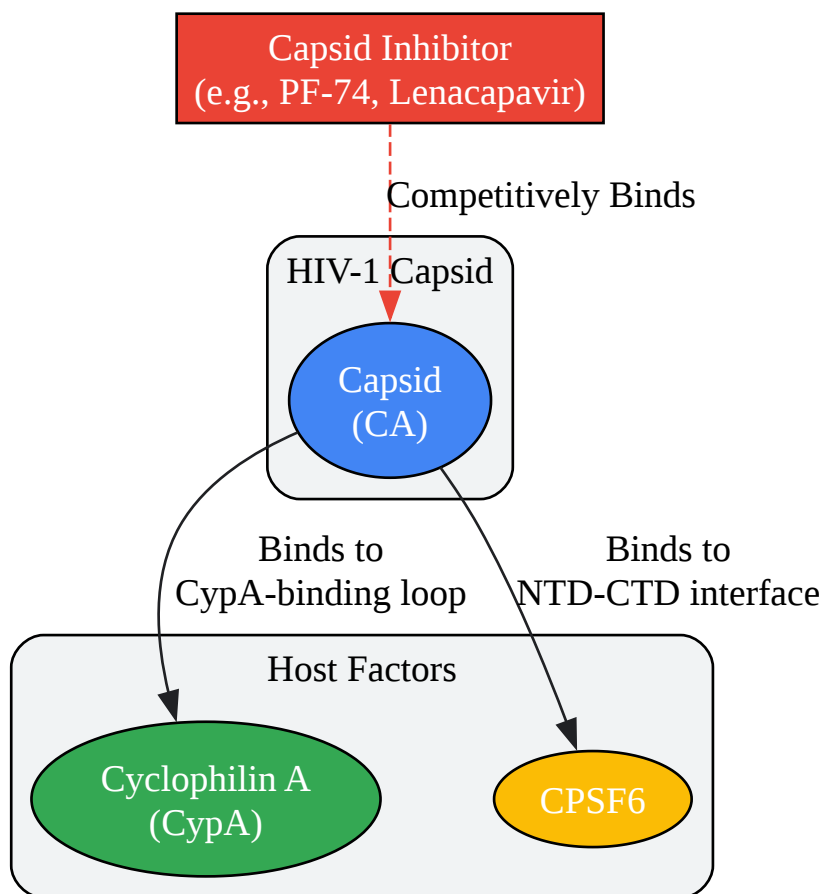 Capsid Inhibitor
(e.g., PF-74, Lenacapavir)
Competitively Binds
HIV-1 Capsid
Capsid
(CA)
Binds to
CypA-binding loop
Binds to
NTD-CTD interface
Host Factors
Cyclophilin A
(CypA)
CPSF6